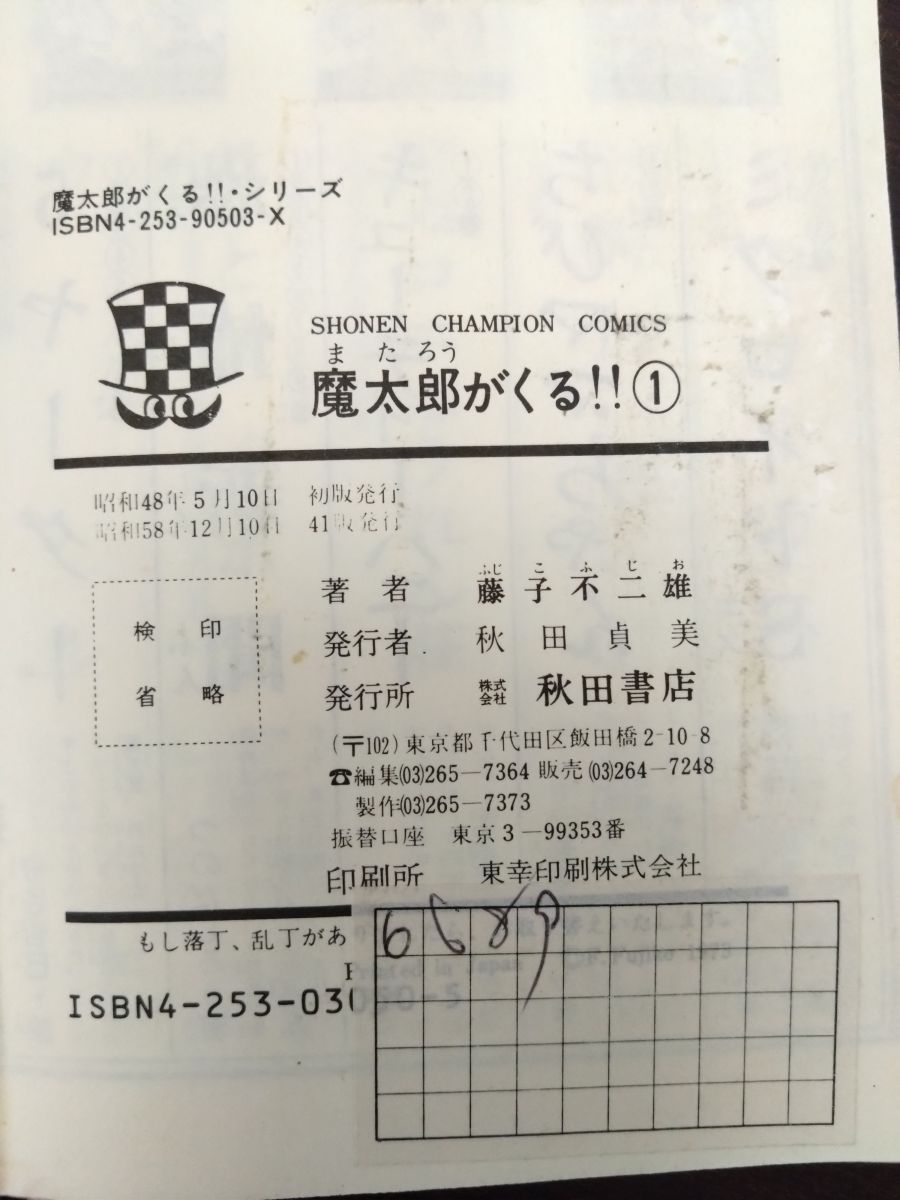 魔太郎がくる!!・シリーズ
ISBN4-253-90503-X
SHONEN CHAMPION COMICS
またろう
魔太郎がくる!!①
昭和48年5月10日 初版発行
昭和58年12月10日 41版発行
検印
省略
ふじ こ ふ じ お
著者 藤子不二雄
発行者 秋田貞美
発行所 株式会社 秋田書店
(〒102)東京都千代田区飯田橋2-10-8
☎編集(03)265-7364 販売(03)264-7248
製作(03)265-7373
振替口座 東京3-99353番
印刷所 東幸印刷株式会社
もし落丁、乱丁があ
Printed in Japan ©F.Fujio 1973
ISBN4-253-03050-5